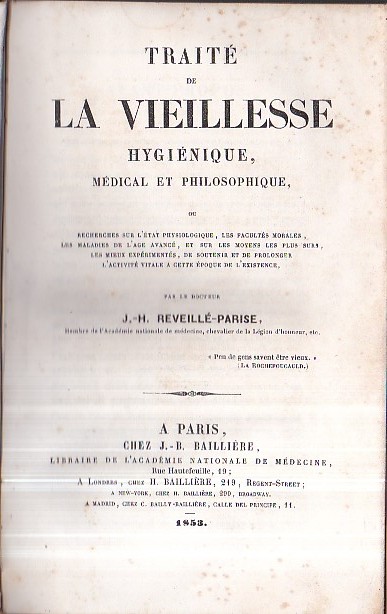 TRAITÉ
DE
LA VIEILLESSE
HYGIÉNIQUE,
MÉDICAL ET PHILOSOPHIQUE,
OU
RECHERCHES SUR L'ÉTAT PHYSIOLOGIQUE, LES FACULTÉS MORALES,
LES MALADIES DE L'AGE AVANCÉ, ET SUR LES MOYENS LES PLUS SURS,
LES MIEUX EXPÉRIMENTÉS, DE SOUTENIR ET DE PROLONGER
L'ACTIVITÉ VITALE A CETTE ÉPOQUE DE L'EXISTENCE,
PAR LE DOCTEUR
J.-H. REVEILLÉ-PARISE,
Membre de l'Académie nationale de médecine, chevalier de la Légion d'honneur, etc.
« Peu de gens savent être vieux. »
(LA ROCHEFOUCAULD.)
A PARIS,
CHEZ J.-B. BAILLIÈRE,
LIBRAIRE DE L'ACADÉMIE NATIONALE DE MÉDECINE,
Rue Hautefeuille, 19;
A LONDRES, CHEZ H. BAILLIÈRE, 219, REGENT-STREET;
A NEW-YORK, CHEZ H. BAILLIÈRE, 290, BROADWAY.
A MADRID, CHEZ C. BAILLY-BAILLIÈRE, CALLE DEL PRINCIPE, 11.
1853.